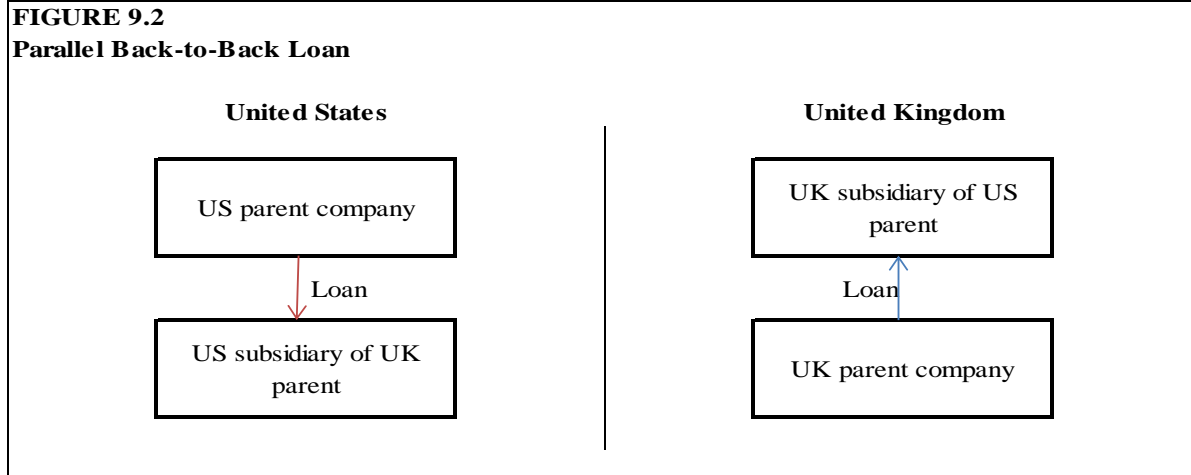 FIGURE 9.2
Parallel Back-to-Back Loan
United States
United Kingdom
US parent company
UK subsidiary of US
parent
Loan
Loan
US subsidiary of UK
parent
UK parent company